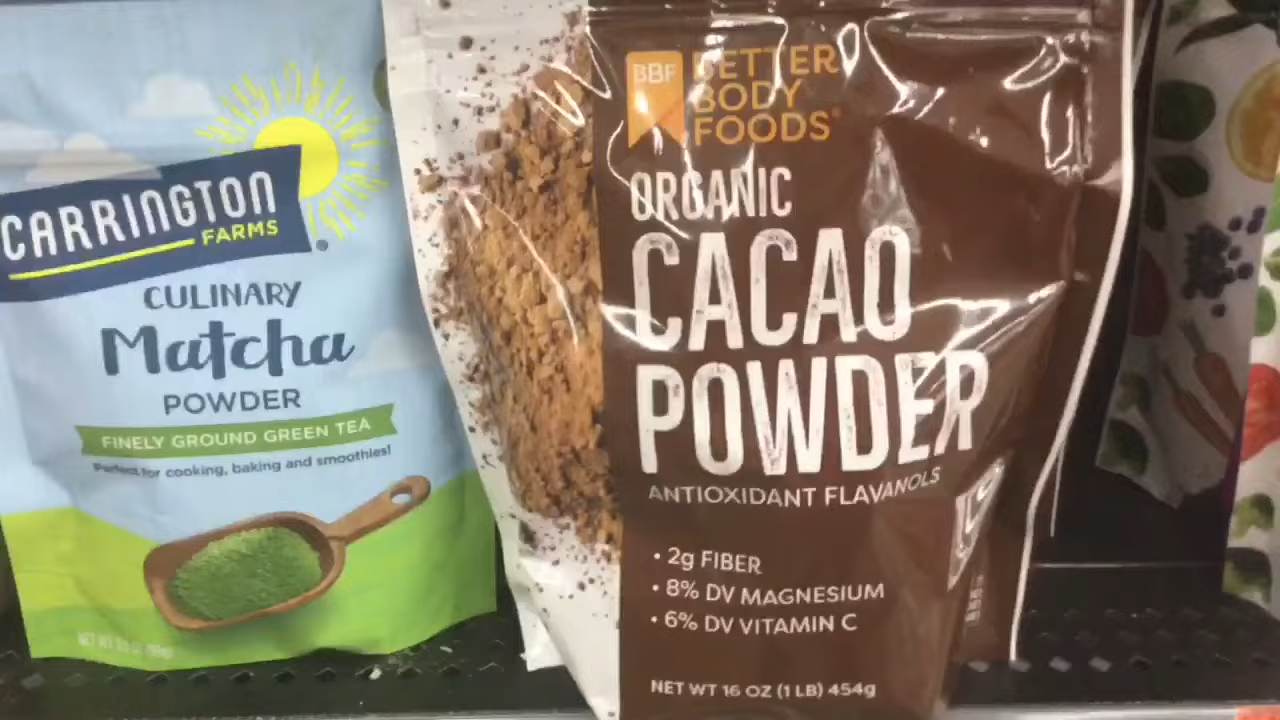 CARRINGTON
FARMS
CULINARY
Matcha
POWDER
FINELY GROUND GREEN TEA
Perfect for cooking, baking and smoothies!
NET WT
BBF
BETTER
BODY
FOODS
ORGANIC
CACAO
POWDER
ANTIOXIDANT FLAVANOLS
• 2g FIBER
• 8% DV MAGNESIUM
• 6% DV VITAMIN C
NET WT 16 OZ (1 LB) 454g